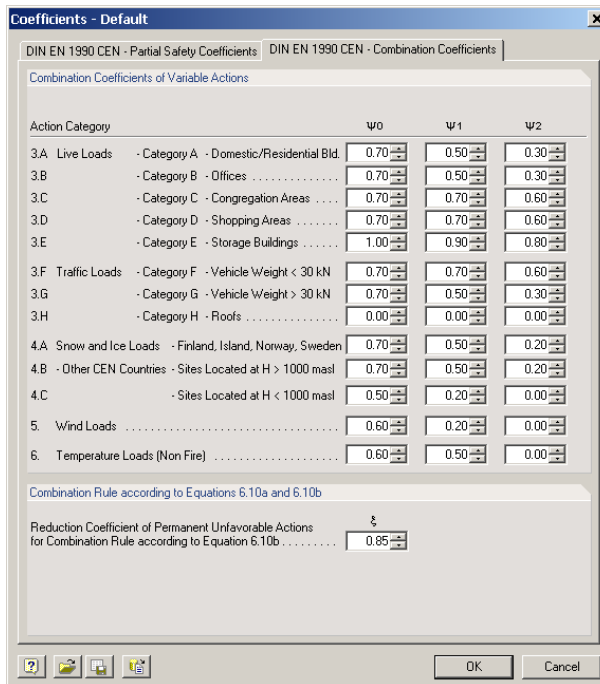 Coefficients - Default
DIN EN 1990 CEN - Partial Safety Coefficients DIN EN 1990 CEN - Combination Coefficients
Combination Coefficients of Variable Actions
Action Category Ψ0 Ψ1 Ψ2
3.A Live Loads - Category A - Domestic/Residential Bld. 0.70 0.50 0.30
3.B - Category B - Offices .............. 0.70 0.50 0.30
3.C - Category C - Congregation Areas .... 0.70 0.70 0.60
3.D - Category D - Shopping Areas ....... 0.70 0.70 0.60
3.E - Category E - Storage Buildings ...... 1.00 0.90 0.80
3.F Traffic Loads - Category F - Vehicle Weight < 30 kN 0.70 0.70 0.60
3.G - Category G - Vehicle Weight > 30 kN 0.70 0.50 0.30
3.H - Category H - Roofs ............... 0.00 0.00 0.00
4.A Snow and Ice Loads - Finland, Island, Norway, Sweden 0.70 0.50 0.20
4.B - Other CEN Countries - Sites Located at H > 1000 masl 0.70 0.50 0.20
4.C - Sites Located at H < 1000 masl 0.50 0.20 0.00
5. Wind Loads .................................... 0.60 0.20 0.00
6. Temperature Loads (Non Fire) .................... 0.60 0.50 0.00
Combination Rule according to Equations 6.10a and 6.10b
ξ
Reduction Coefficient of Permanent Unfavorable Actions
for Combination Rule according to Equation 6.10b ......... 0.85
OK Cancel